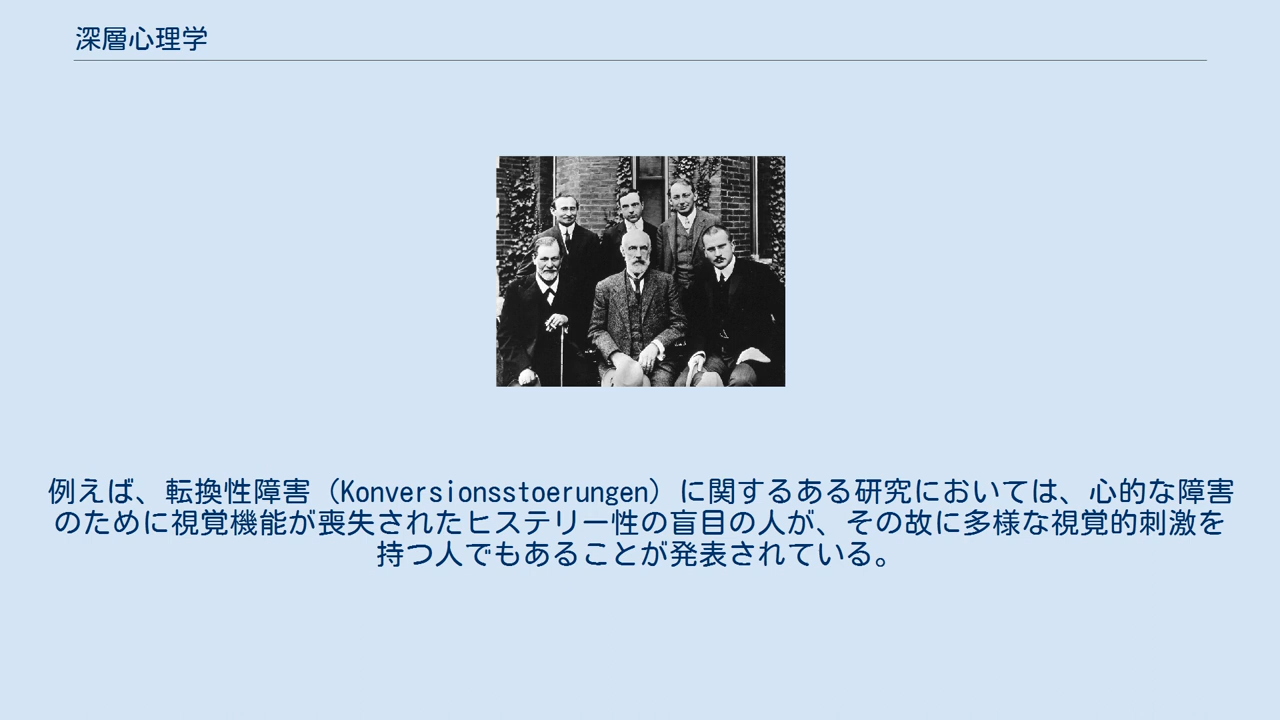 深層心理学
例えば、転換性障害（Konversionsstoerungen）に関するある研究においては、心的な障害
のために視覚機能が喪失されたヒステリー性の盲目の人が、その故に多様な視覚的刺激を
持つ人でもあることが発表されている。